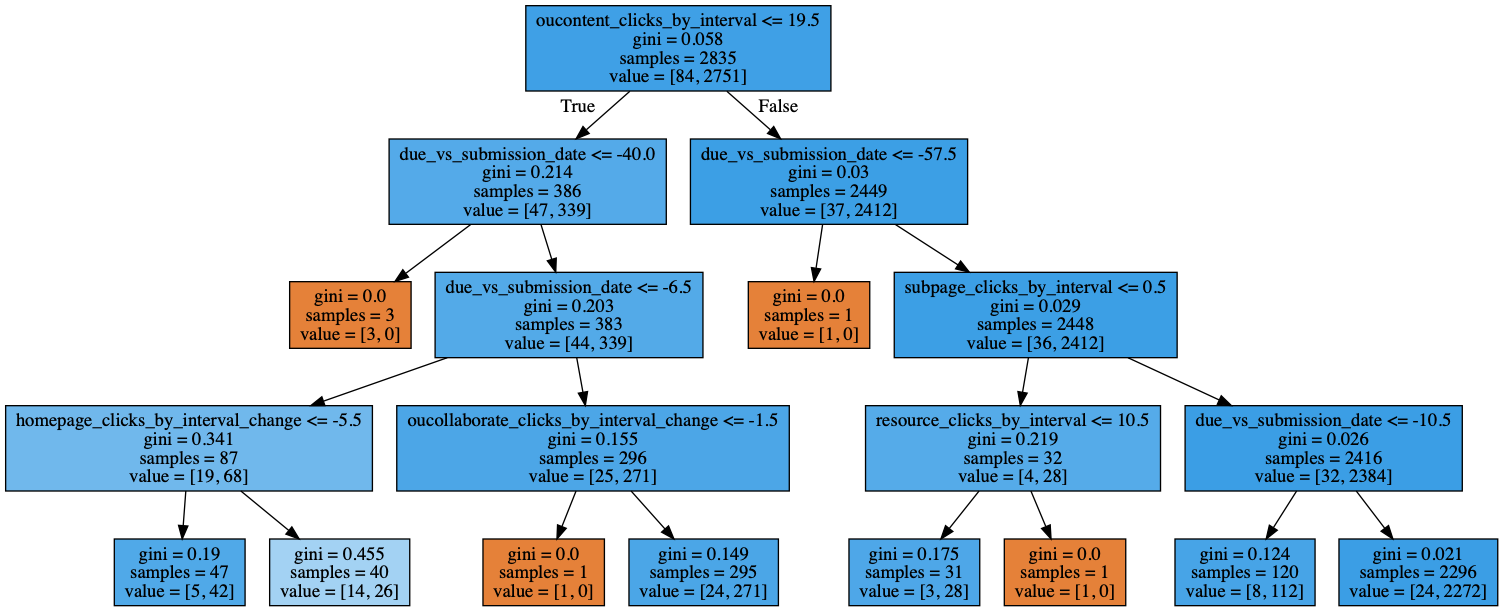 oucontent_clicks_by_interval <= 19.5
gini = 0.058
samples = 2835
value = [84, 2751]
True
False
due_vs_submission_date <= -40.0
gini = 0.214
samples = 386
value = [47, 339]
due_vs_submission_date <= -57.5
gini = 0.03
samples = 2449
value = [37, 2412]
gini = 0.0
samples = 3
value = [3, 0]
due_vs_submission_date <= -6.5
gini = 0.203
samples = 383
value = [44, 339]
gini = 0.0
samples = 1
value = [1, 0]
subpage_clicks_by_interval <= 0.5
gini = 0.029
samples = 2448
value = [36, 2412]
homepage_clicks_by_interval_change <= -5.5
gini = 0.341
samples = 87
value = [19, 68]
oucollaborate_clicks_by_interval_change <= -1.5
gini = 0.155
samples = 296
value = [25, 271]
resource_clicks_by_interval <= 10.5
gini = 0.219
samples = 32
value = [4, 28]
due_vs_submission_date <= -10.5
gini = 0.026
samples = 2416
value = [32, 2384]
gini = 0.19
samples = 47
value = [5, 42]
gini = 0.455
samples = 40
value = [14, 26]
gini = 0.0
samples = 1
value = [1, 0]
gini = 0.149
samples = 295
value = [24, 271]
gini = 0.175
samples = 31
value = [3, 28]
gini = 0.0
samples = 1
value = [1, 0]
gini = 0.124
samples = 120
value = [8, 112]
gini = 0.021
samples = 2296
value = [24, 2272]